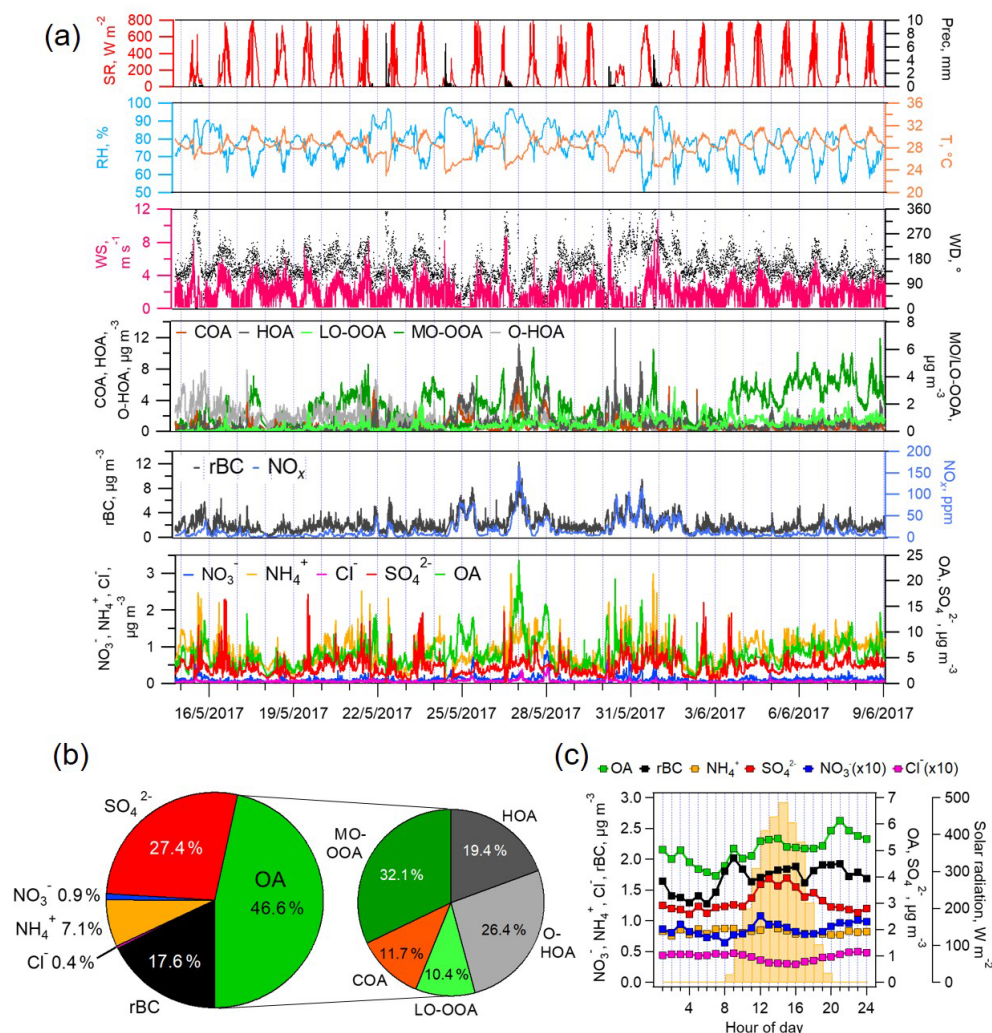 (a)
SR, W m-2
800
600
400
200
0
10
8
6
4
2
0
Prec, mm
RH, %
100
90
80
70
60
50
36
32
28
24
20
T, °C
WS, m s-1
12
8
4
0
360
270
180
90
0
WD, °
COA, HOA, O-HOA, µg m-3
12
8
4
0
COA HOA LO-OOA MO-OOA O-HOA
8
6
4
2
0
MO/LO-OOA, µg m-3
rBC, µg m-3
12
8
4
0
rBC NOx
200
150
100
50
0
NOx, ppm
NO3-, NH4+, Cl-, µg m-3
3
2
1
0
NO3- NH4+ Cl- SO42- OA
25
20
15
10
5
0
OA, SO42-, µg m-3
16/5/2017 19/5/2017 22/5/2017 25/5/2017 28/5/2017 31/5/2017 3/6/2017 6/6/2017 9/6/2017
(b)
SO42-
27.4 %
NO3- 0.9 %
NH4+ 7.1 %
Cl- 0.4 %
17.6 %
rBC
OA
46.6 %
MO-
OOA
32.1 %
HOA
19.4 %
26.4 %
O-
HOA
11.7 %
COA
10.4 %
LO-OOA
(c)
OA rBC NH4+ SO42- NO3-(x10) Cl-(x10)
NO3-, NH4+, Cl-, rBC, µg m-3
3.0
2.5
2.0
1.5
1.0
0.5
0.0
7
6
5
4
3
2
1
0
OA, SO42-, µg m-3
500
400
300
200
100
0
Solar radiation, W m-2
4 8 12 16 20 24
Hour of day